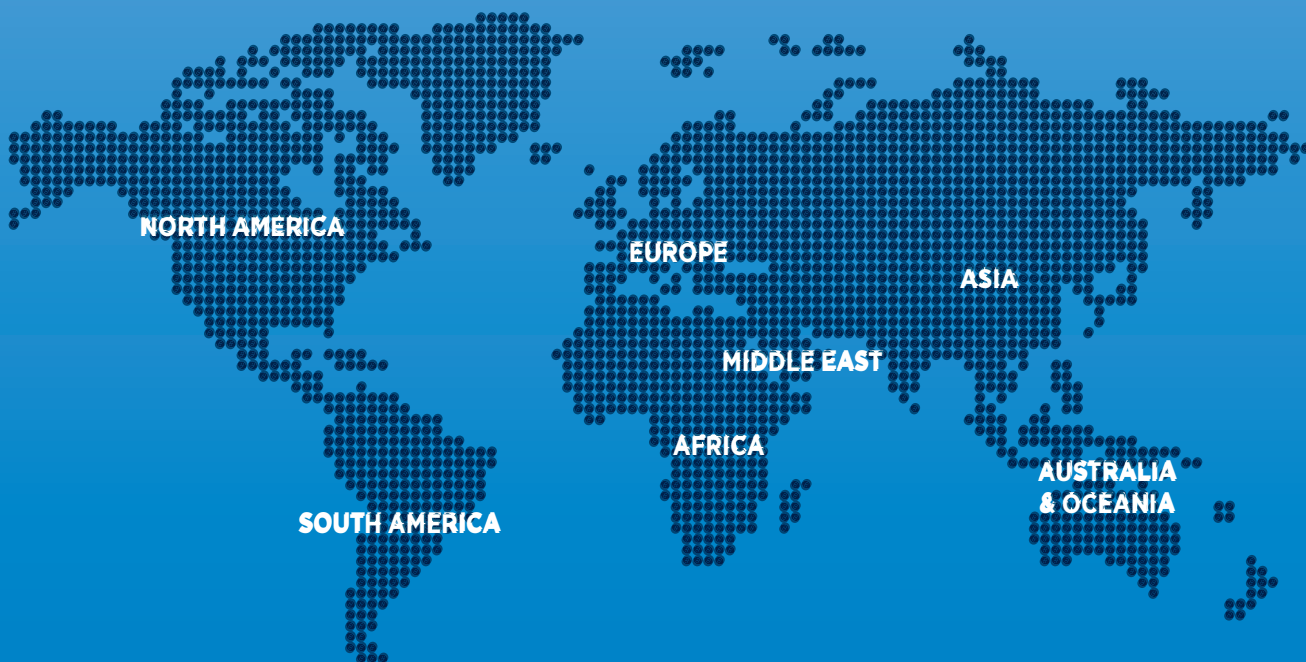 NORTH AMERICA
EUROPE
ASIA
MIDDLE EAST
AFRICA
AUSTRALIA
& OCEANIA
SOUTH AMERICA